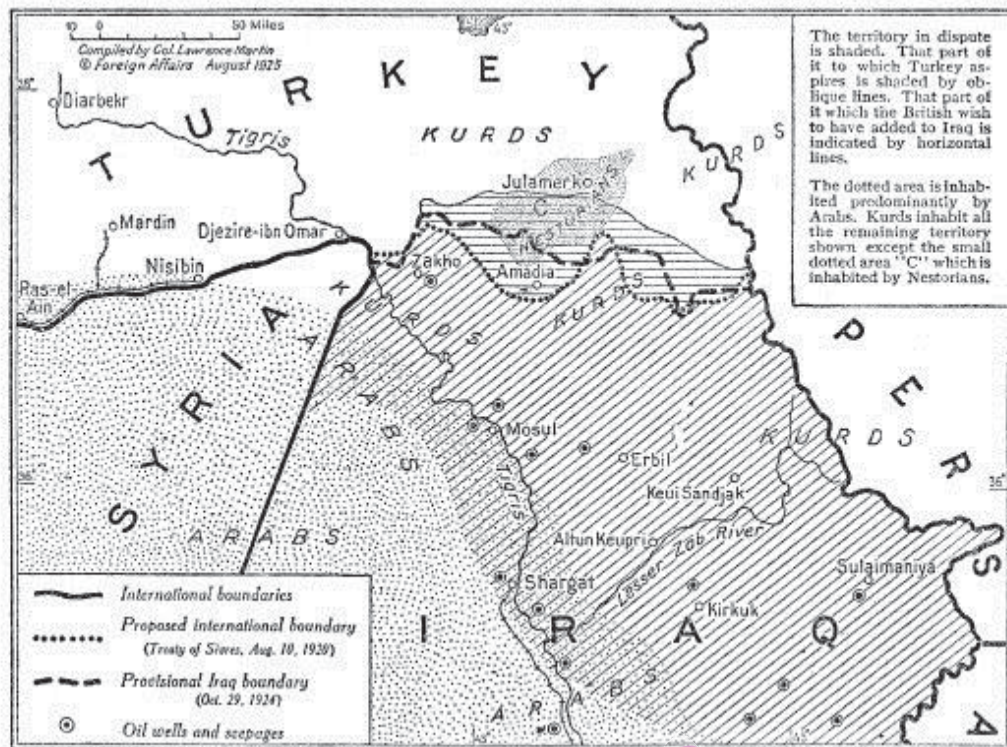 10 0 50 Miles
Compiled by Col. Lawrence Martin
© Foreign Affairs August 1925
45°
38°
The territory in dispute
is shaded. That part of
it to which Turkey as-
pires is shaded by ob-
lique lines. That part of
it which the British wish
to have added to Iraq is
indicated by horizontal
lines.
The dotted area is inhab-
ited predominantly by
Arabs. Kurds inhabit all
the remaining territory
shown except the small
dotted area "C" which is
inhabited by Nestorians.
TURKEY
Diarbekr
Tigris
KURDS
KURDS
Julamerk
C
NESTORIANS
Mardin
Djezire-ibn Omar
Nisibin
Ras-el-
Ain
Zakho
Amadia
KURDS
KURDS
SYRIA
ARABS
PERSIA
Mosul
Erbil
KURDS
Keui Sandjak
36°
36°
Tigris
ARABS
Altun Keupri
Lesser Zab River
Sulaimaniya
Shargat
Kirkuk
IRAQ
ARABS
International boundaries
Proposed international boundary
(Treaty of Sèvres, Aug. 10, 1920)
Provisional Iraq boundary
(Oct. 29, 1924)
Oil wells and seepages